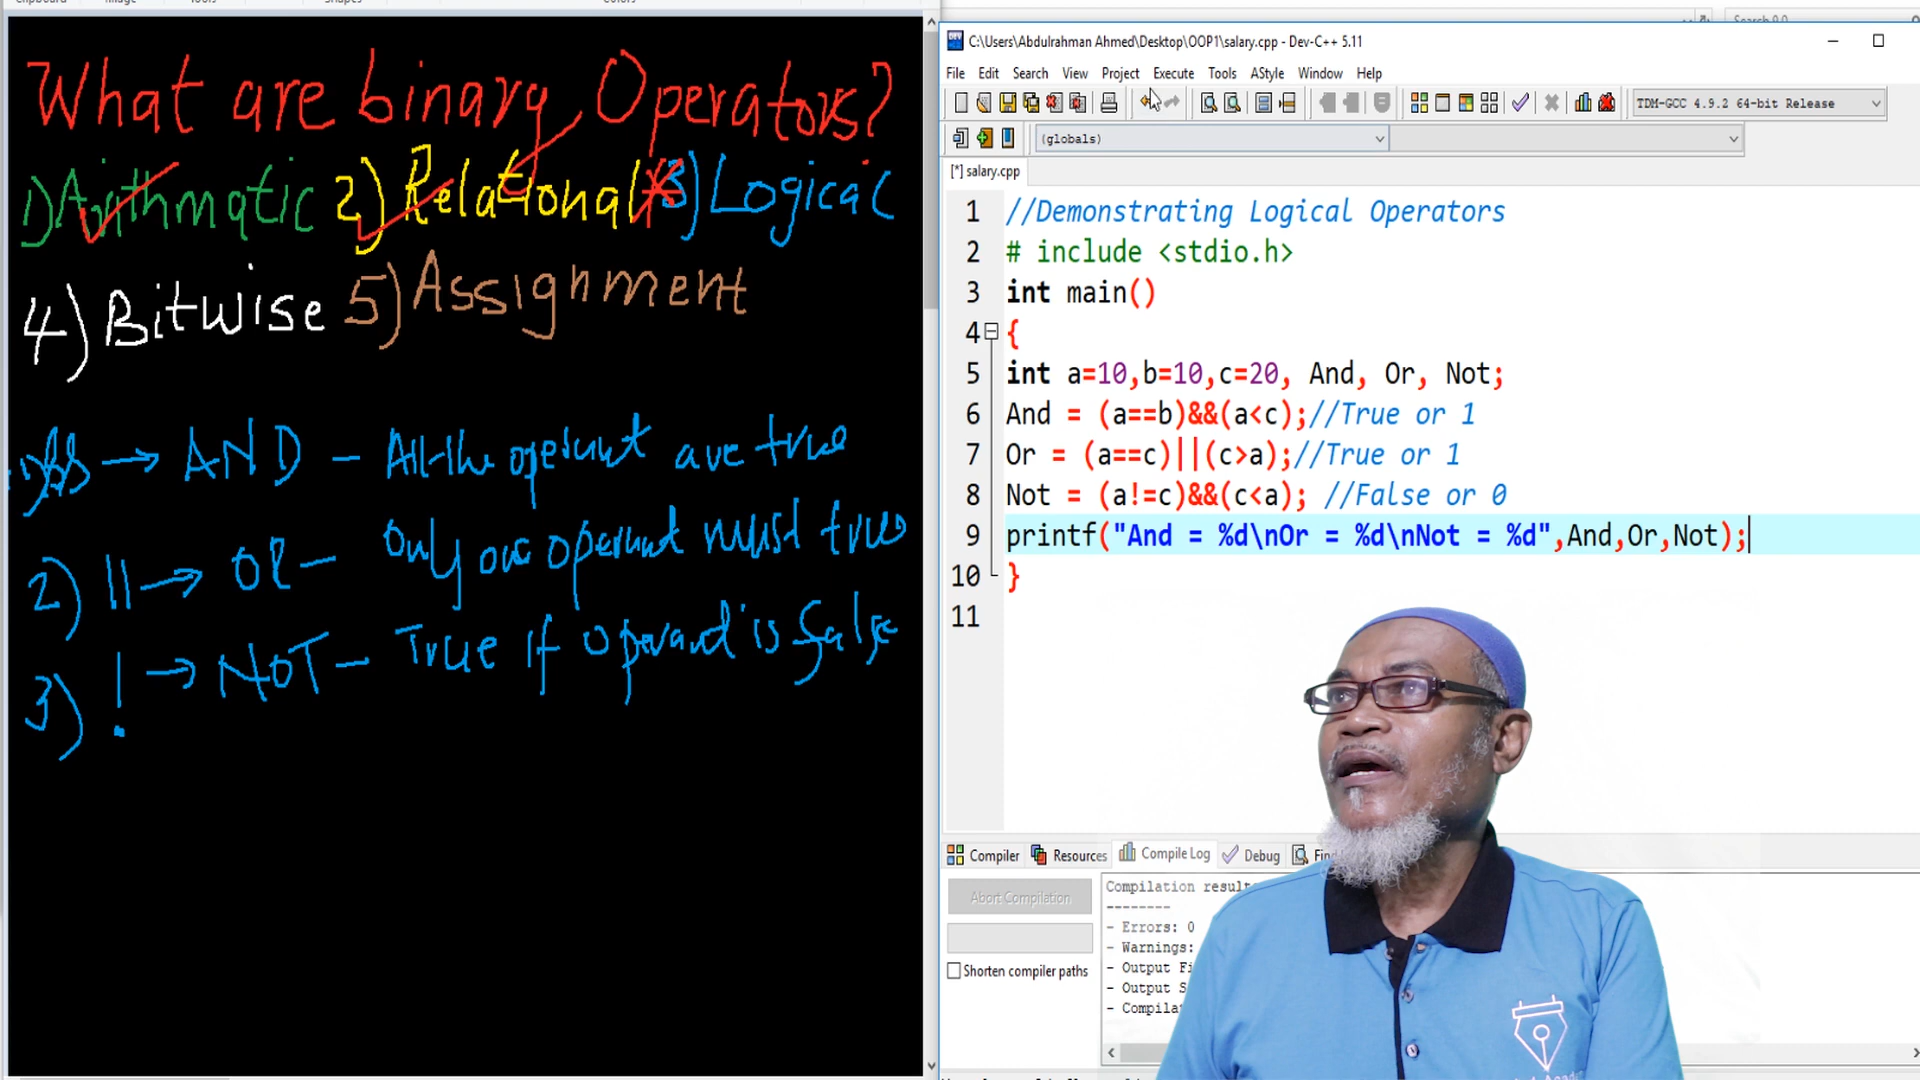 What are binary Operators?
1) Arithmatic 2) Relational 3) Logical
4) Bitwise 5) Assignment
1) && → AND - All the operant are true
2) || → OR - Only one operant must true
3) ! → NOT - True if operand is false
C:\Users\Abdulrahman Ahmed\Desktop\OOP1\salary.cpp - Dev-C++ 5.11
File Edit Search View Project Execute Tools AStyle Window Help
TDM-GCC 4.9.2 64-bit Release
(globals)
[*] salary.cpp
1 //Demonstrating Logical Operators
2 # include <stdio.h>
3 int main()
4 {
5 int a=10,b=10,c=20, And, Or, Not;
6 And = (a==b)&&(a<c);//True or 1
7 Or = (a==c)||(c>a);//True or 1
8 Not = (a!=c)&&(c<a); //False or 0
9 printf("And = %d\nOr = %d\nNot = %d",And,Or,Not);
10 }
11
Compiler Resources Compile Log Debug
Abort Compilation
Shorten compiler paths
Compilation
--------
- Errors: 0
- Warnings:
- Output
- Output